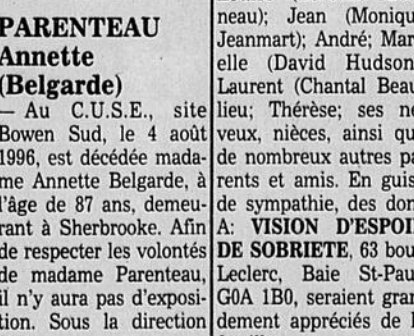 PARENTEAU
Annette
(Belgarde)
— Au C.U.S.E., site
Bowen Sud, le 4 août
1996, est décédée mada-
me Annette Belgarde, à
l'âge de 87 ans, demeu-
rant à Sherbrooke. Afin
de respecter les volontés
de madame Parenteau,
il n'y aura pas d'exposi-
tion. Sous la direction
neau); Jean (Moniqu
Jeanmart); André; Mar
elle (David Hudson
Laurent (Chantal Beau
lieu; Thérèse; ses ne
veux, nièces, ainsi qu
de nombreux autres pa
rents et amis. En guis
de sympathie, des don
A: VISION D'ESPOI
DE SOBRIETE, 63 bou
Leclerc, Baie St-Pau
G0A 1B0, seraient gran
dement appréciés de